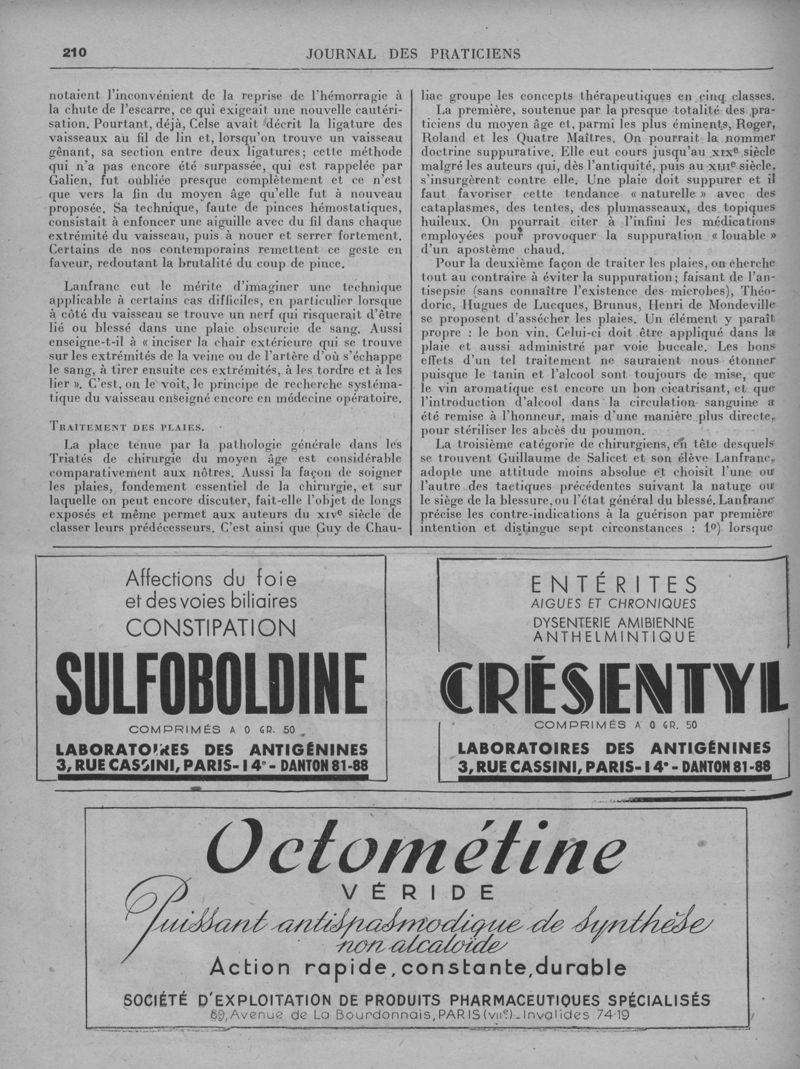 210
JOURNAL DES PRATICIENS
notaient l'inconvénient de la reprise de l'hémorragie à
la chute de l'escarre, ce qui exigeait une nouvelle cautéri-
sation. Pourtant, déjà, Celse avait décrit la ligature des
vaisseaux au fil de lin et, lorsqu'on trouve un vaisseau
gênant, sa section entre deux ligatures; cette méthode
qui n'a pas encore été surpassée, qui est rappelée par
Galien, fut oubliée presque complètement et ce n'est
que vers la fin du moyen âge qu'elle fut à nouveau
proposée. Sa technique, faute de pinces hémostatiques,
consistait à enfoncer une aiguille avec du fil dans chaque
extrémité du vaisseau, puis à nouer et serrer fortement.
Certains de nos contemporains remettent ce geste en
faveur, redoutant la brutalité du coup de pince.
Lanfranc eut le mérite d'imaginer une technique
applicable à certains cas difficiles, en particulier lorsque
à côté du vaisseau se trouve un nerf qui risquerait d'être
lié ou blessé dans une plaie obscurcie de sang. Aussi
enseigne-t-il à « inciser la chair extérieure qui se trouve
sur les extrémités de la veine ou de l'artère d'où s'échappe
le sang, à tirer ensuite ces extrémités, à les tordre et à les
lier ». C'est, on le voit, le principe de recherche systéma-
tique du vaisseau enseigné encore en médecine opératoire.
TRAITEMENT DES PLAIES.
La place tenue par la pathologie générale dans les
Triatés de chirurgie du moyen âge est considérable
comparativement aux nôtres. Aussi la façon de soigner
les plaies, fondement essentiel de la chirurgie, et sur
laquelle on peut encore discuter, fait-elle l'objet de longs
exposés et même permet aux auteurs du XIVe siècle de
classer leurs prédécesseurs. C'est ainsi que Guy de Chau-
liac groupe les concepts thérapeutiques en cinq classes.
La première, soutenue par la presque totalité des pra-
ticiens du moyen âge et, parmi les plus éminents, Roger,
Roland et les Quatre Maîtres. On pourrait la nommer
doctrine suppurative. Elle eut cours jusqu'au XIXe siècle
malgré les auteurs qui, dès l'antiquité, puis au XIIIe siècle,
s'insurgèrent contre elle. Une plaie doit suppurer et il
faut favoriser cette tendance « naturelle » avec des
cataplasmes, des tentes, des plumasseaux, des topiques
huileux. On pourrait citer à l'infini les médications
employées pour provoquer la suppuration « louable »
d'un apostème chaud.
Pour la deuxième façon de traiter les plaies, on cherche
tout au contraire à éviter la suppuration; faisant de l'an-
tisepsie (sans connaître l'existence des microbes), Théo-
doric, Hugues de Lucques, Brunus, Henri de Mondeville
se proposent d'assécher les plaies. Un élément y paraît
propre : le bon vin. Celui-ci doit être appliqué dans la
plaie et aussi administré par voie buccale. Les bons
effets d'un tel traitement ne sauraient nous étonner
puisque le tanin et l'alcool sont toujours de mise, que
le vin aromatique est encore un bon cicatrisant, et que
l'introduction d'alcool dans la circulation sanguine a
été remise à l'honneur, mais d'une manière plus directe,
pour stériliser les abcès du poumon.
La troisième catégorie de chirurgiens, en tête desquels
se trouvent Guillaume de Salicet et son élève Lanfranc,
adopte une attitude moins absolue et choisit l'une ou
l'autre des tactiques précédentes suivant la nature ou
le siège de la blessure, ou l'état général du blessé. Lanfranc
précise les contre-indications à la guérison par première
intention et distingue sept circonstances : 1o) lorsque
Affections du foie
et des voies biliaires
CONSTIPATION
SULFOBOLDINE
COMPRIMÉS A 0 GR. 50
LABORATOIRES DES ANTIGÉNINES
3, RUE CASSINI, PARIS-14e - DANTON 81-88
ENTÉRITES
AIGUES ET CHRONIQUES
DYSENTERIE AMIBIENNE
ANTHELMINTIQUE
CRÉSENTYL
COMPRIMÉS A 0 GR. 50
LABORATOIRES DES ANTIGÉNINES
3, RUE CASSINI, PARIS-14e - DANTON 81-88
Octométine
VÉRIDE
Puissant antispasmodique de synthèse
non alcaloïde
Action rapide, constante, durable
SOCIÉTÉ D'EXPLOITATION DE PRODUITS PHARMACEUTIQUES SPÉCIALISÉS
69, Avenue de La Bourdonnais, PARIS (VIIe) - Invalides 74-19